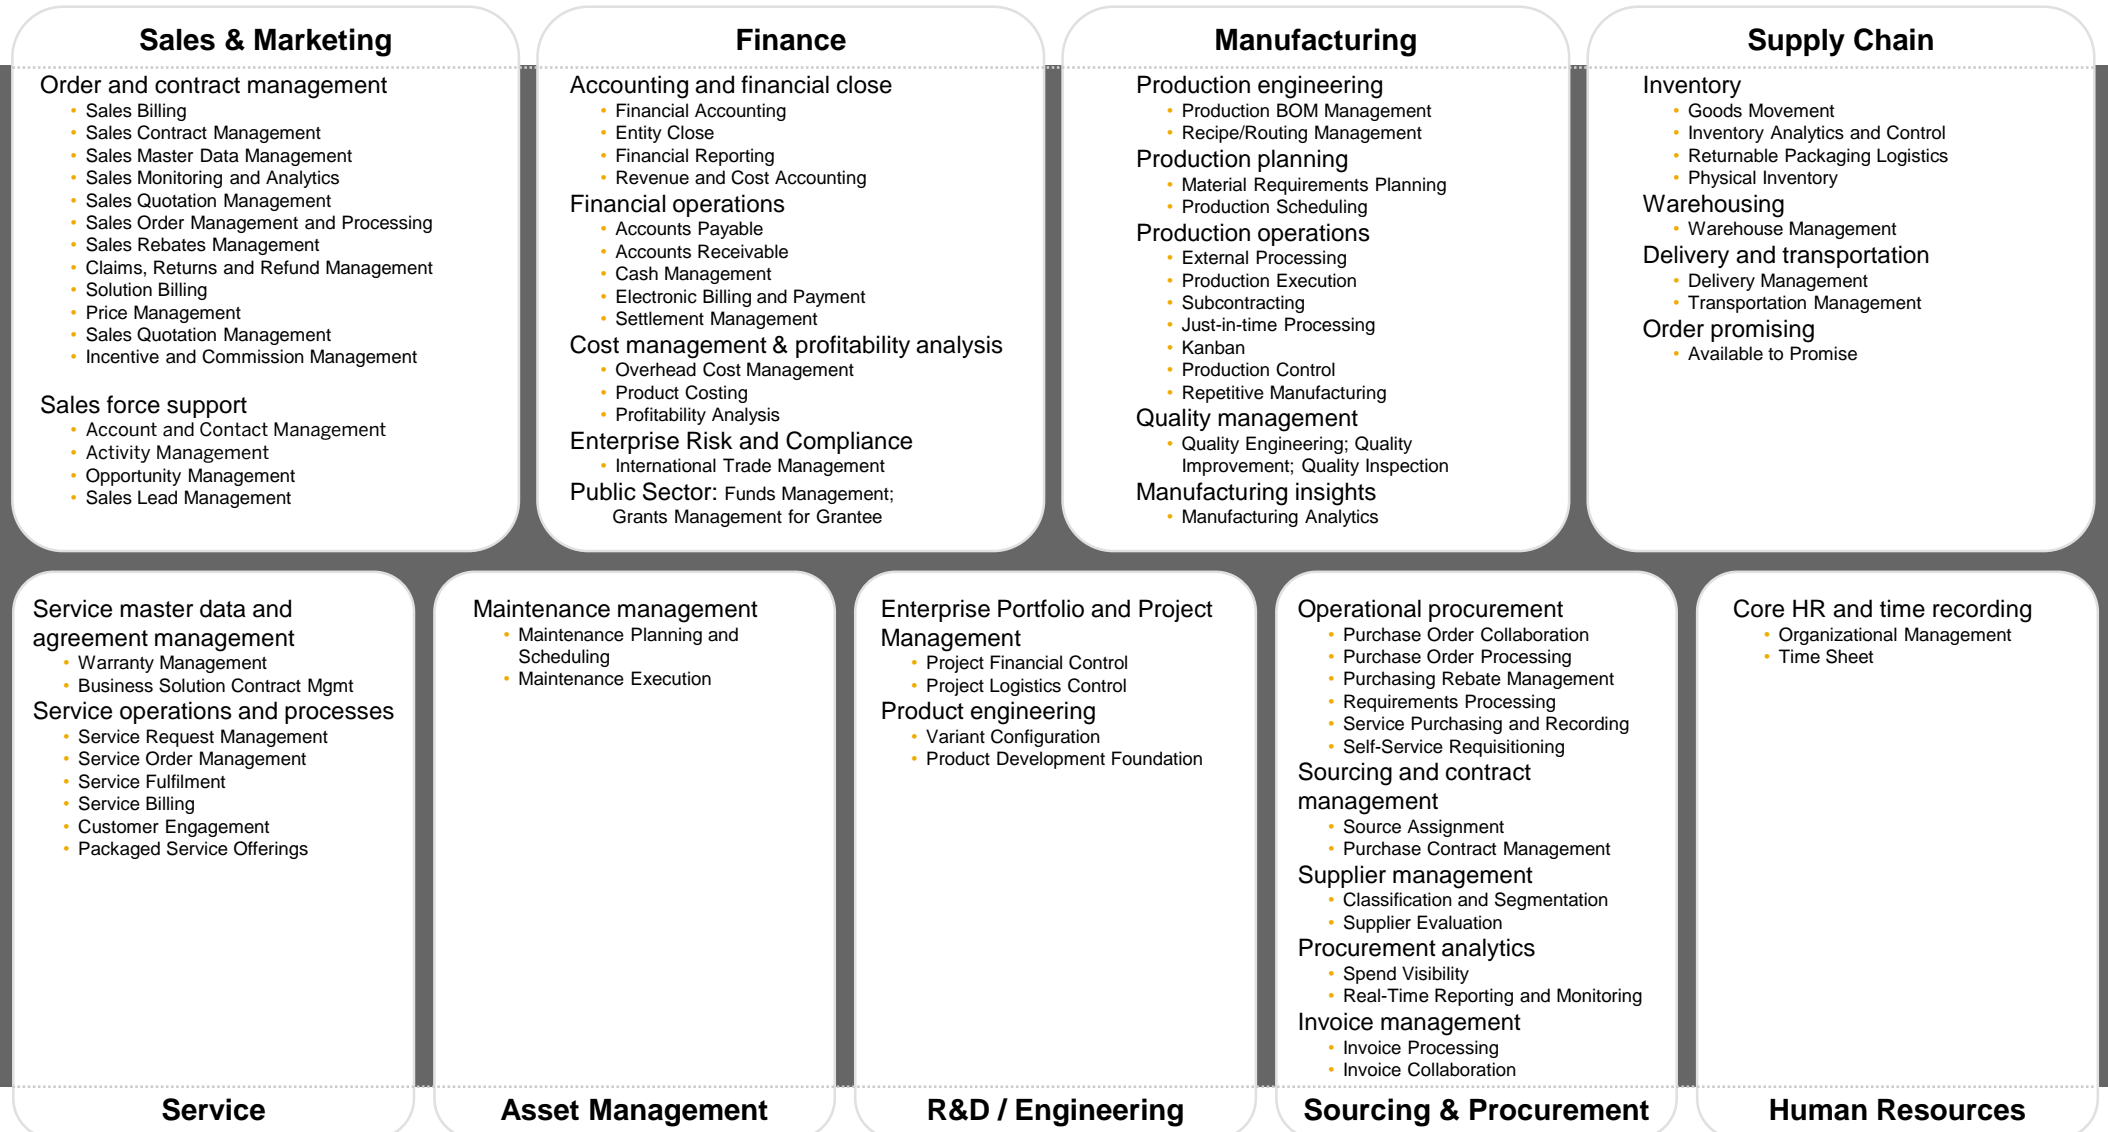 Sales & Marketing
Order and contract management
• Sales Billing
• Sales Contract Management
• Sales Master Data Management
• Sales Monitoring and Analytics
• Sales Quotation Management
• Sales Order Management and Processing
• Sales Rebates Management
• Claims, Returns and Refund Management
• Solution Billing
• Price Management
• Sales Quotation Management
• Incentive and Commission Management
Sales force support
• Account and Contact Management
• Activity Management
• Opportunity Management
• Sales Lead Management
Finance
Accounting and financial close
• Financial Accounting
• Entity Close
• Financial Reporting
• Revenue and Cost Accounting
Financial operations
• Accounts Payable
• Accounts Receivable
• Cash Management
• Electronic Billing and Payment
• Settlement Management
Cost management & profitability analysis
• Overhead Cost Management
• Product Costing
• Profitability Analysis
Enterprise Risk and Compliance
• International Trade Management
Public Sector: Funds Management;
Grants Management for Grantee
Manufacturing
Production engineering
• Production BOM Management
• Recipe/Routing Management
Production planning
• Material Requirements Planning
• Production Scheduling
Production operations
• External Processing
• Production Execution
• Subcontracting
• Just-in-time Processing
• Kanban
• Production Control
• Repetitive Manufacturing
Quality management
• Quality Engineering; Quality
Improvement; Quality Inspection
Manufacturing insights
• Manufacturing Analytics
Supply Chain
Inventory
• Goods Movement
• Inventory Analytics and Control
• Returnable Packaging Logistics
• Physical Inventory
Warehousing
• Warehouse Management
Delivery and transportation
• Delivery Management
• Transportation Management
Order promising
• Available to Promise
Service master data and
agreement management
• Warranty Management
• Business Solution Contract Mgmt
Service operations and processes
• Service Request Management
• Service Order Management
• Service Fulfilment
• Service Billing
• Customer Engagement
• Packaged Service Offerings
Service
Maintenance management
• Maintenance Planning and
Scheduling
• Maintenance Execution
Asset Management
Enterprise Portfolio and Project
Management
• Project Financial Control
• Project Logistics Control
Product engineering
• Variant Configuration
• Product Development Foundation
R&D / Engineering
Operational procurement
• Purchase Order Collaboration
• Purchase Order Processing
• Purchasing Rebate Management
• Requirements Processing
• Service Purchasing and Recording
• Self-Service Requisitioning
Sourcing and contract
management
• Source Assignment
• Purchase Contract Management
Supplier management
• Classification and Segmentation
• Supplier Evaluation
Procurement analytics
• Spend Visibility
• Real-Time Reporting and Monitoring
Invoice management
• Invoice Processing
• Invoice Collaboration
Sourcing & Procurement
Core HR and time recording
• Organizational Management
• Time Sheet
Human Resources